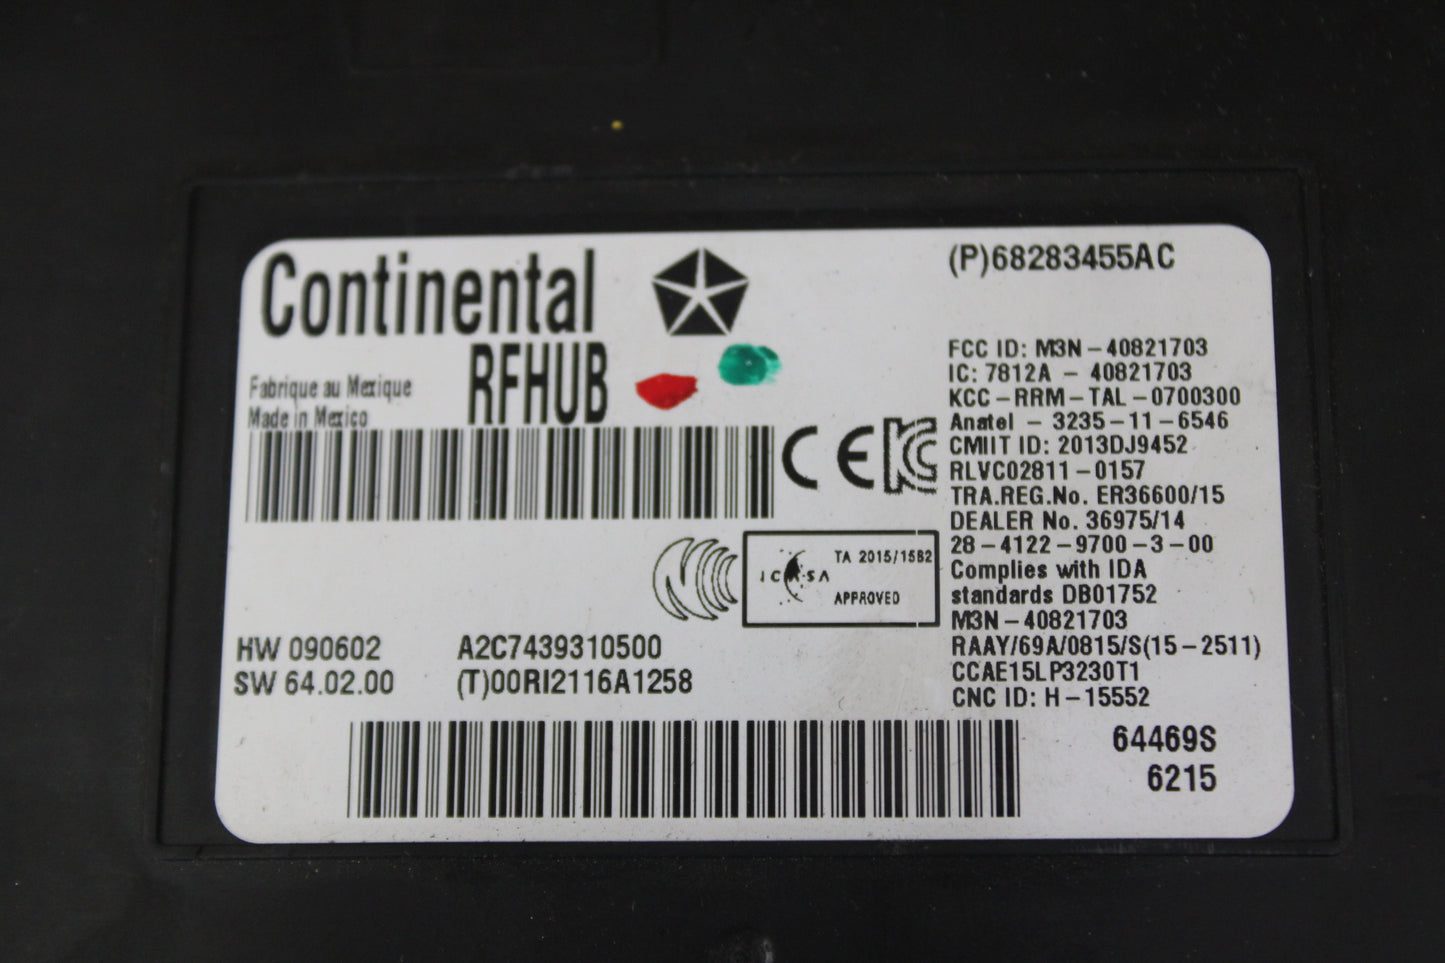 Continental
RFHUB
Fabrique au Mexique
Made in Mexico
HW 090602
SW 64.02.00
A2C7439310500
(T)00RI2116A1258
(P)68283455AC
FCC ID: M3N-40821703
IC: 7812A - 40821703
KCC-RRM-TAL-0700300
Anatel - 3235-11-6546
CMIIT ID: 2013DJ9452
RLVC02811-0157
TRA.REG.No. ER36600/15
DEALER No. 36975/14
28-4122-9700-3-00
Complies with IDA
standards DB01752
M3N-40821703
RAAY/69A/0815/S(15-2511)
CCAE15LP3230T1
CNC ID: H-15552
CE
KC
ICASA
TA 2015/1582
APPROVED
64469S
6215